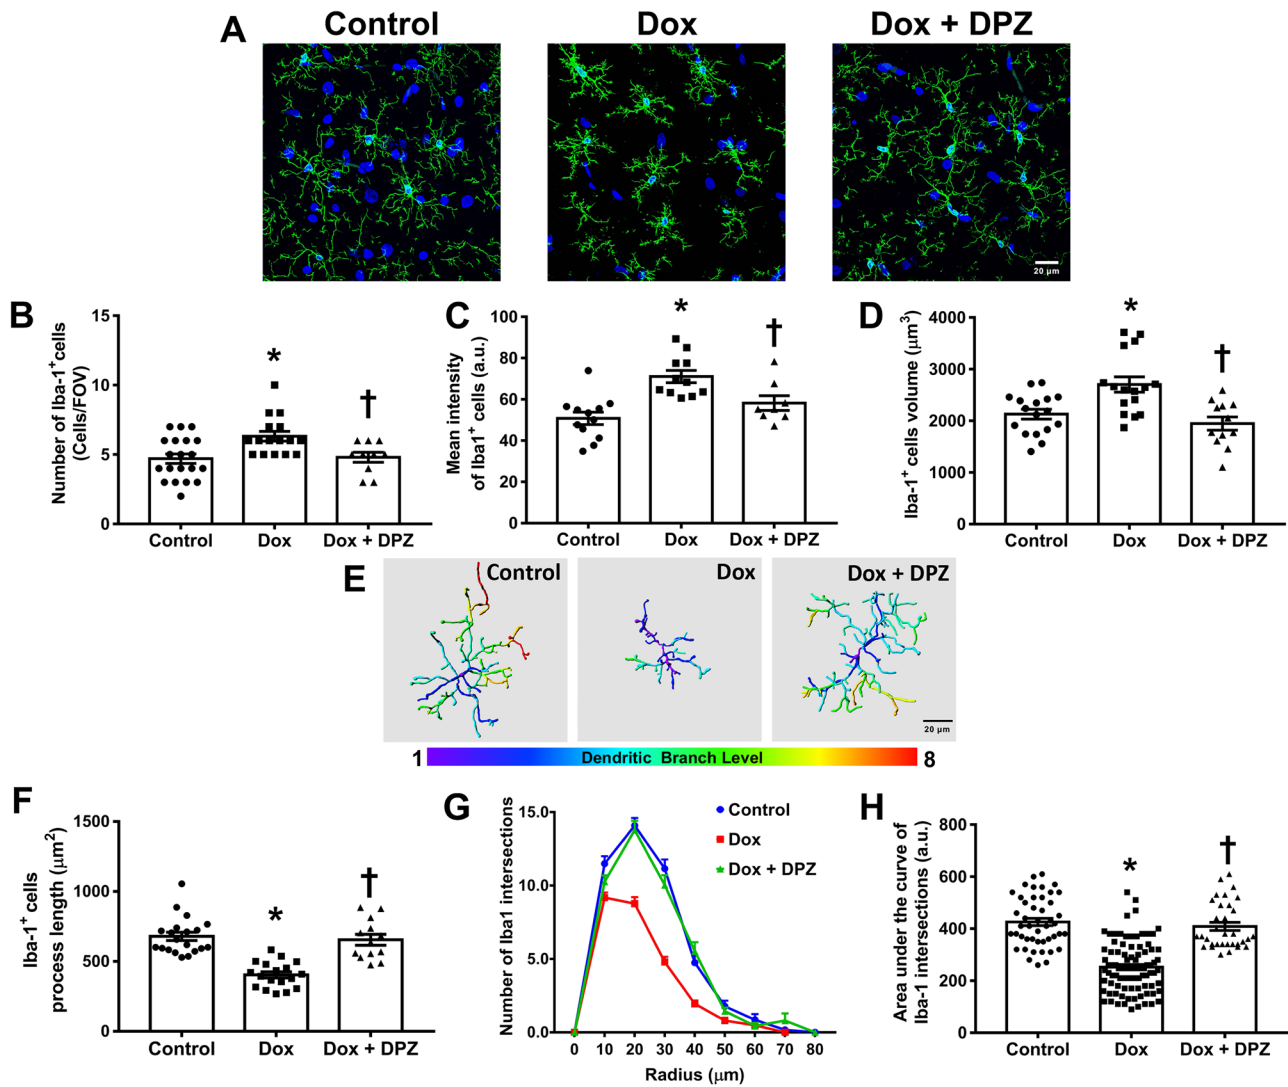 A
Control
Dox
Dox + DPZ
20 µm
B
Number of Iba-1+cells
(Cells/FOV)
15
10
5
0
*
†
Control
Dox
Dox + DPZ
C
Mean intensity
of Iba1+ cells (a.u.)
100
80
60
40
20
0
*
†
Control
Dox
Dox + DPZ
D
Iba-1+ cells volume (µm3)
4000
3000
2000
1000
0
*
†
Control
Dox
Dox + DPZ
E
Control
Dox
Dox + DPZ
20 µm
1
Dendritic Branch Level
8
F
Iba-1+ cells
process length (µm2)
1500
1000
500
0
*
†
Control
Dox
Dox + DPZ
G
Number of Iba1 intersections
15.0
10.0
5.0
0.0
Control
Dox
Dox + DPZ
0 10 20 30 40 50 60 70 80
Radius (µm)
H
Area under the curve of
Iba-1 intersections (a.u.)
800
600
400
200
0
*
†
Control
Dox
Dox + DPZ